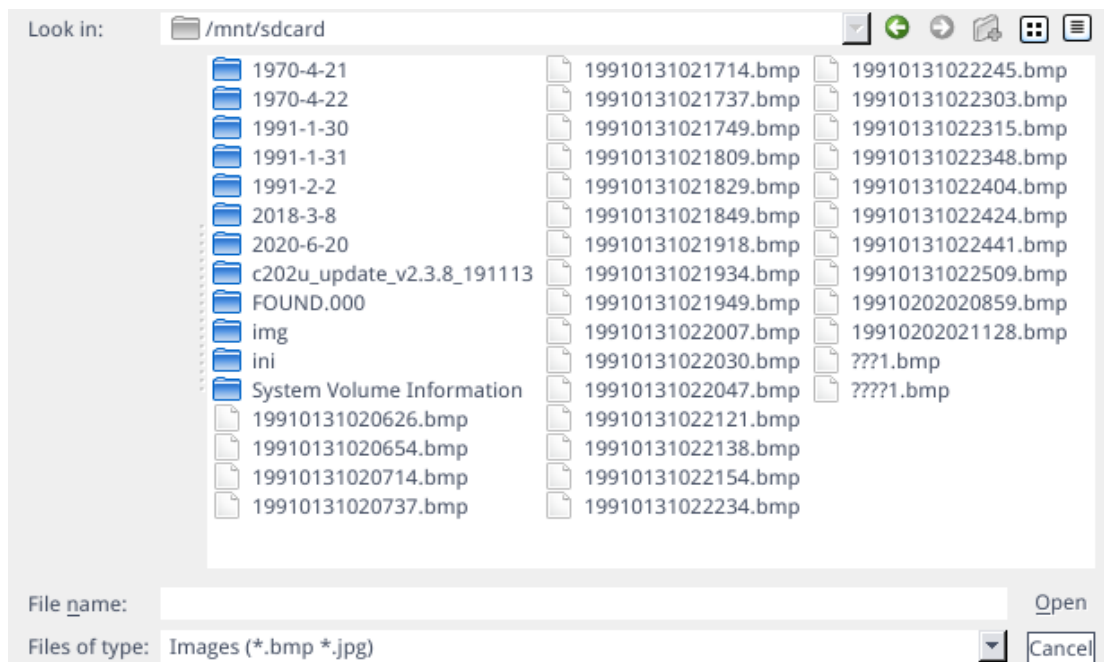 Look in:
/mnt/sdcard
1970-4-21
1970-4-22
1991-1-30
1991-1-31
1991-2-2
2018-3-8
2020-6-20
c202u_update_v2.3.8_191113
FOUND.000
img
ini
System Volume Information
19910131020626.bmp
19910131020654.bmp
19910131020714.bmp
19910131020737.bmp
19910131021714.bmp
19910131021737.bmp
19910131021749.bmp
19910131021809.bmp
19910131021829.bmp
19910131021849.bmp
19910131021918.bmp
19910131021934.bmp
19910131021949.bmp
19910131022007.bmp
19910131022030.bmp
19910131022047.bmp
19910131022121.bmp
19910131022138.bmp
19910131022154.bmp
19910131022234.bmp
19910131022245.bmp
19910131022303.bmp
19910131022315.bmp
19910131022348.bmp
19910131022404.bmp
19910131022424.bmp
19910131022441.bmp
19910131022509.bmp
19910202020859.bmp
19910202021128.bmp
???1.bmp
????1.bmp
File name:
Open
Files of type: Images (*.bmp *.jpg)
Cancel